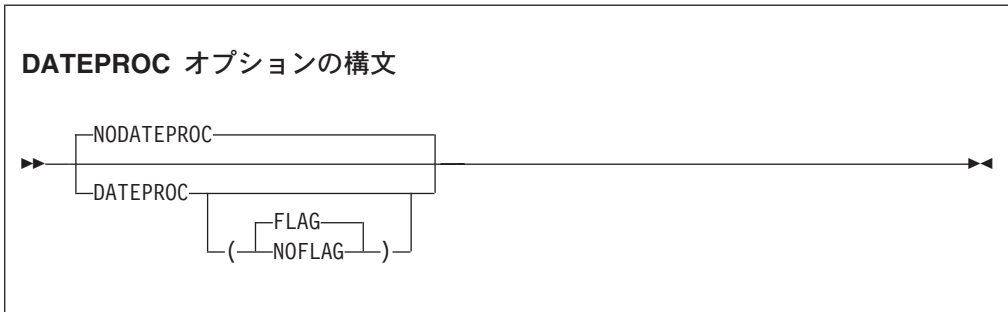 DATEPROC オプションの構文
NODATEPROC
DATEPROC
FLAG
( NOFLAG )